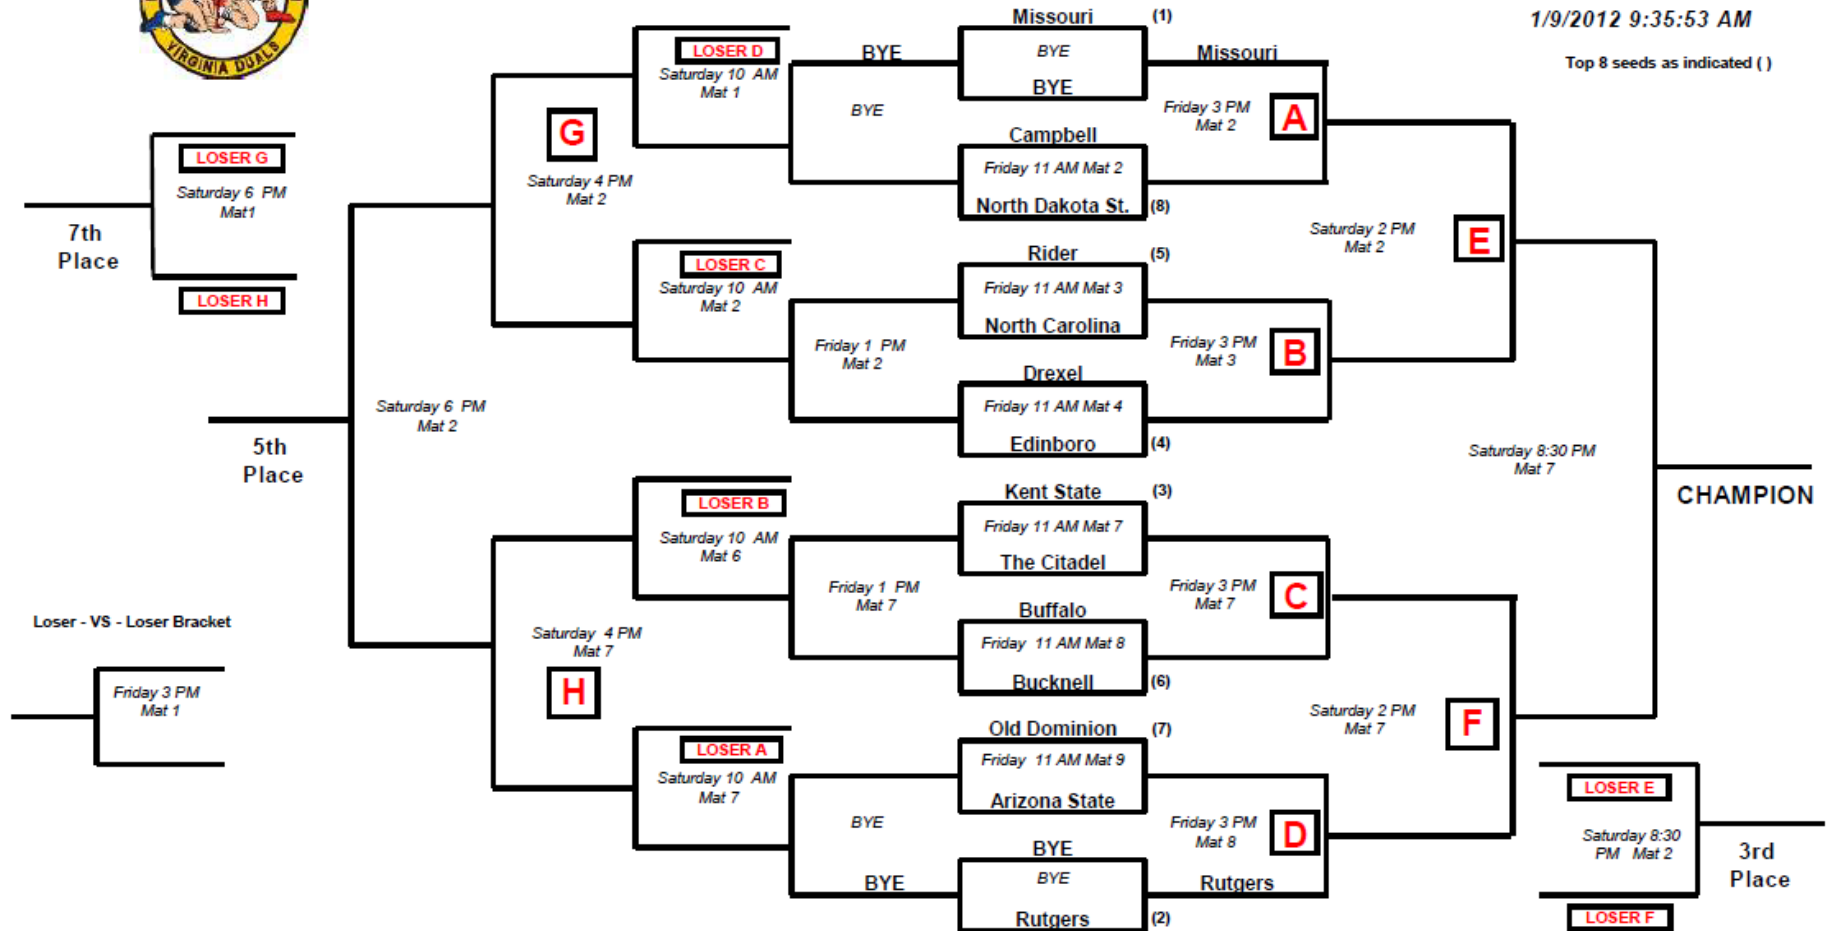 VIRGINIA DUALS
1/9/2012 9:35:53 AM
Top 8 seeds as indicated ( )
Missouri (1)
BYE
BYE
Missouri
Campbell
Friday 11 AM Mat 2
North Dakota St. (8)
Rider (5)
Friday 11 AM Mat 3
North Carolina
Drexel
Friday 11 AM Mat 4
Edinboro (4)
Kent State (3)
Friday 11 AM Mat 7
The Citadel
Buffalo
Friday 11 AM Mat 8
Bucknell (6)
Old Dominion (7)
Friday 11 AM Mat 9
Arizona State
BYE
BYE
Rutgers (2)
Rutgers
Friday 3 PM
Mat 2
A
Friday 3 PM
Mat 3
B
Friday 3 PM
Mat 7
C
Friday 3 PM
Mat 8
D
Saturday 2 PM
Mat 2
E
Saturday 2 PM
Mat 7
F
Saturday 8:30 PM
Mat 7
CHAMPION
LOSER E
Saturday 8:30
PM Mat 2
LOSER F
3rd
Place
BYE
BYE
Friday 1 PM
Mat 2
Friday 1 PM
Mat 7
BYE
BYE
LOSER D
Saturday 10 AM
Mat 1
LOSER C
Saturday 10 AM
Mat 2
LOSER B
Saturday 10 AM
Mat 6
LOSER A
Saturday 10 AM
Mat 7
G
Saturday 4 PM
Mat 2
Saturday 4 PM
Mat 7
H
Saturday 6 PM
Mat 2
5th
Place
LOSER G
Saturday 6 PM
Mat1
LOSER H
7th
Place
Loser - VS - Loser Bracket
Friday 3 PM
Mat 1